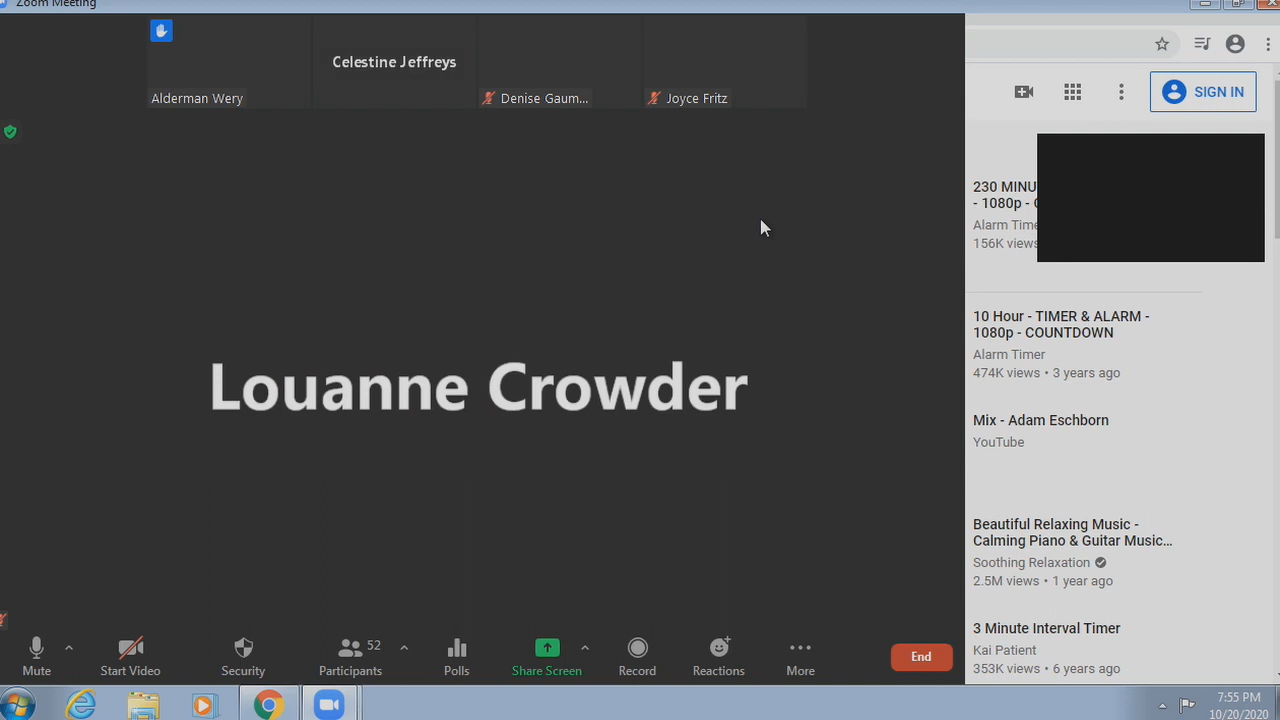 Zoom Meeting
Alderman Wery
Celestine Jeffreys
Denise Gaum...
Joyce Fritz
SIGN IN
230 MINU
- 1080p -
Alarm Time
156K views
Louanne Crowder
10 Hour - TIMER & ALARM -
1080p - COUNTDOWN
Alarm Timer
474K views • 3 years ago
Mix - Adam Eschborn
YouTube
Beautiful Relaxing Music -
Calming Piano & Guitar Music...
Soothing Relaxation
2.5M views • 1 year ago
3 Minute Interval Timer
Kai Patient
353K views • 6 years ago
Mute
Start Video
Security
52
Participants
Polls
Share Screen
Record
Reactions
More
End
7:55 PM
10/20/2020